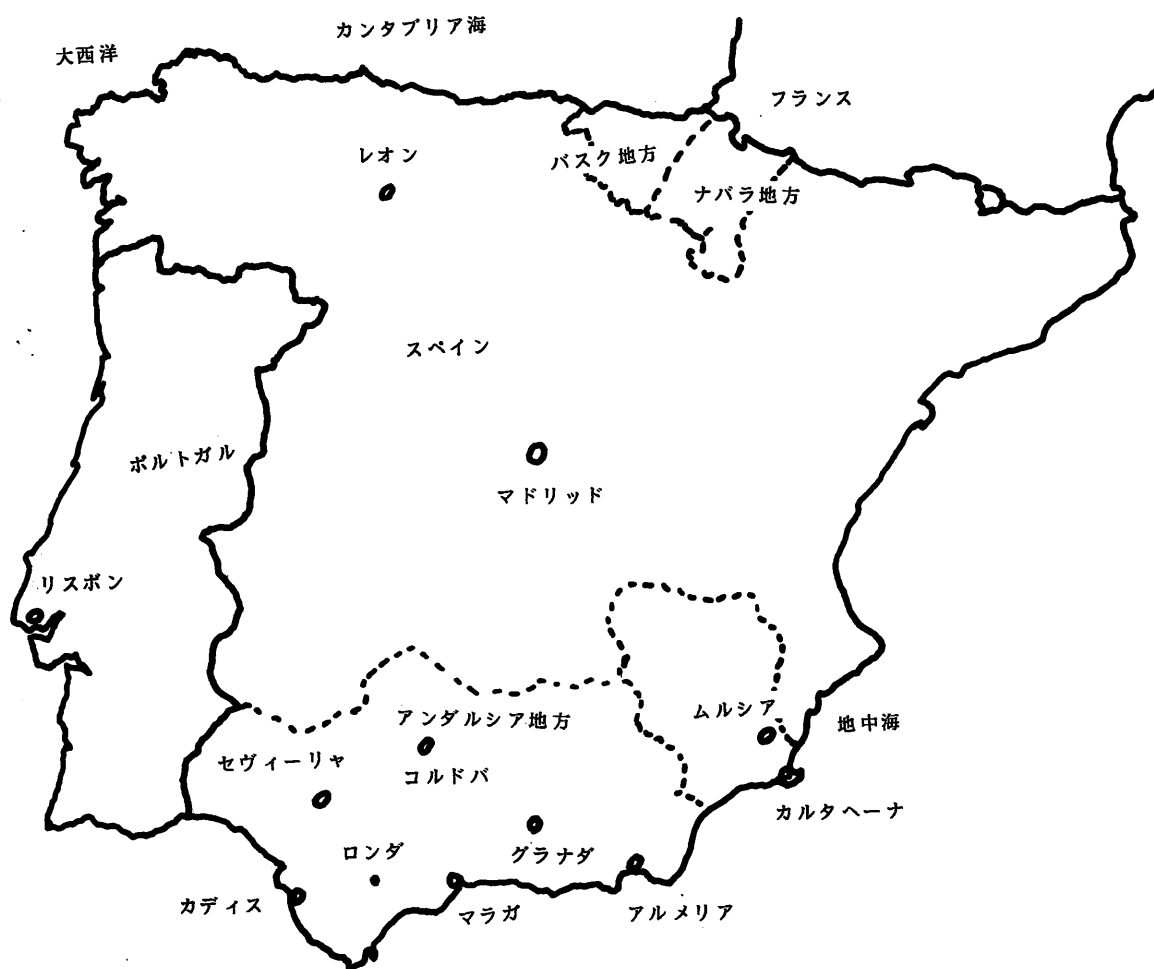 カンタブリア海
大西洋
フランス
レオン
バスク地方
ナバラ地方
スペイン
ポルトガル
マドリッド
リスボン
ムルシア
アンダルシア地方
地中海
セヴィーリャ
コルドバ
カルタヘーナ
ロンダ
グラナダ
カディス
マラガ
アルメリア